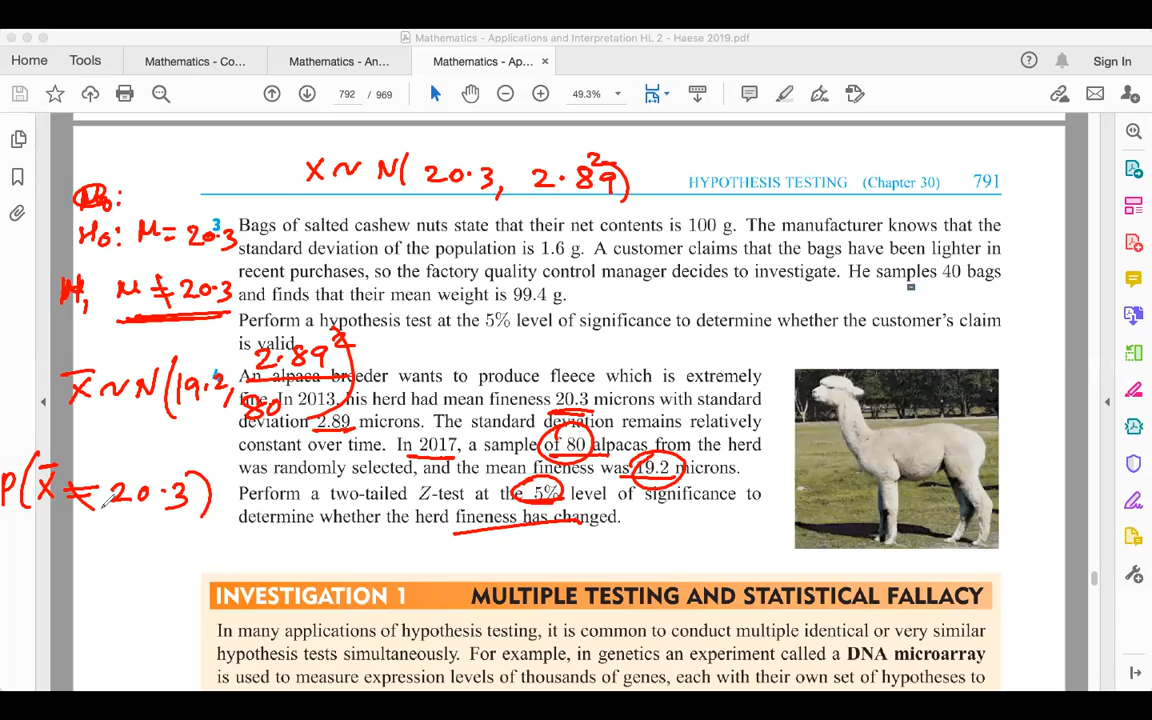 Mathematics - Applications and Interpretation HL 2 - Haese 2019.pdf
Home Tools Mathematics - Co... Mathematics - An... Mathematics - Ap... × Sign In
792 / 969 49.3%
X ~ N( 20.3, 2.89²)
HYPOTHESIS TESTING (Chapter 30) 791
H₀: μ = 20.3
H₁ μ ≠ 20.3
3 Bags of salted cashew nuts state that their net contents is 100 g. The manufacturer knows that the
standard deviation of the population is 1.6 g. A customer claims that the bags have been lighter in
recent purchases, so the factory quality control manager decides to investigate. He samples 40 bags
and finds that their mean weight is 99.4 g.
Perform a hypothesis test at the 5% level of significance to determine whether the customer's claim
is valid.
X̄ ~ N(19.2, 2.89²/80)
An alpaca breeder wants to produce fleece which is extremely
fine. In 2013, his herd had mean fineness 20.3 microns with standard
deviation 2.89 microns. The standard deviation remains relatively
constant over time. In 2017, a sample of 80 alpacas from the herd
was randomly selected, and the mean fineness was 19.2 microns.
Perform a two-tailed Z-test at the 5% level of significance to
determine whether the herd fineness has changed.
P(X̄ = 20.3)
INVESTIGATION 1 MULTIPLE TESTING AND STATISTICAL FALLACY
In many applications of hypothesis testing, it is common to conduct multiple identical or very similar
hypothesis tests simultaneously. For example, in genetics an experiment called a DNA microarray
is used to measure expression levels of thousands of genes, each with their own set of hypotheses to